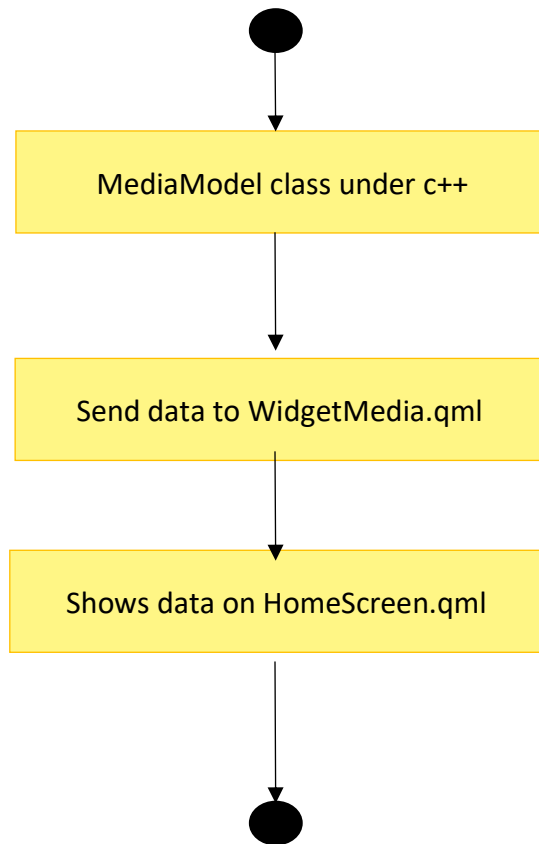 MediaModel class under c++
Send data to WidgetMedia.qml
Shows data on HomeScreen.qml